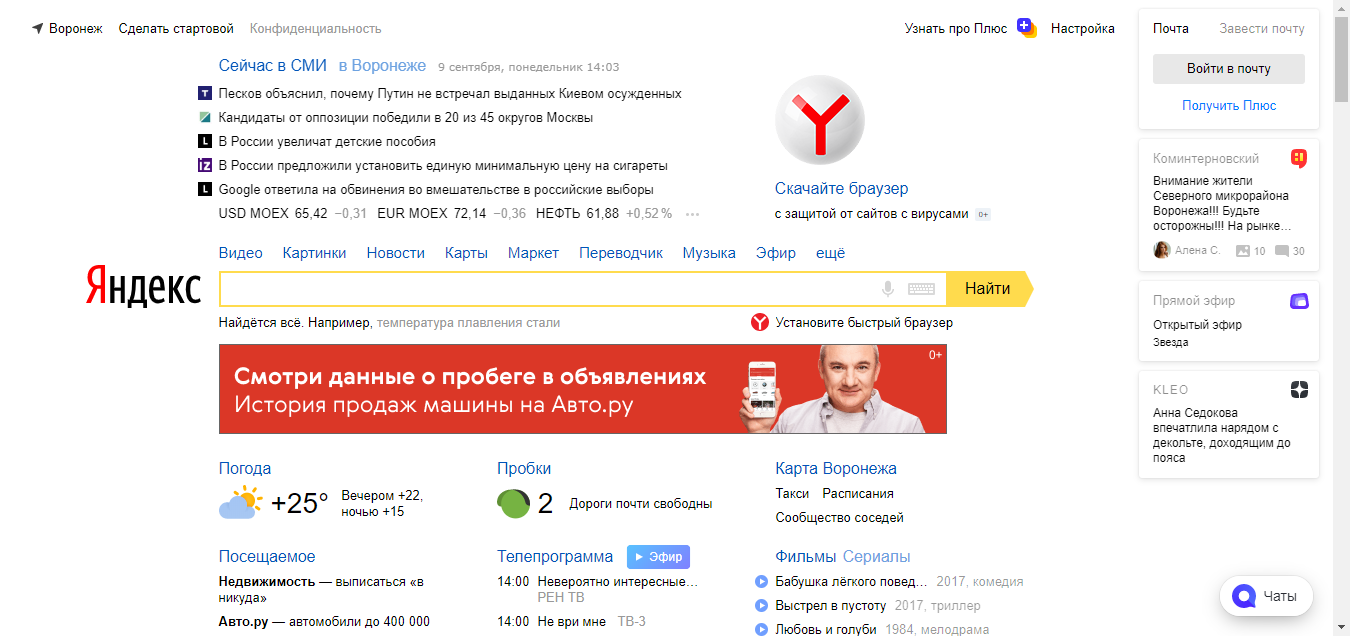 Воронеж Сделать стартовой Конфиденциальность Узнать про Плюс Настройка
Сейчас в СМИ в Воронеже 9 сентября, понедельник 14:03
Песков объяснил, почему Путин не встречал выданных Киевом осужденных
Кандидаты от оппозиции победили в 20 из 45 округов Москвы
В России увеличат детские пособия
В России предложили установить единую минимальную цену на сигареты
Google ответила на обвинения во вмешательстве в российские выборы
USD MOEX 65,42 −0,31 EUR MOEX 72,14 −0,36 НЕФТЬ 61,88 +0,52 % •••
Скачайте браузер
с защитой от сайтов с вирусами 0+
Видео Картинки Новости Карты Маркет Переводчик Музыка Эфир ещё
Яндекс
Найти
Найдётся всё. Например, температура плавления стали
Установите быстрый браузер
Смотри данные о пробеге в объявлениях
История продаж машины на Авто.ру
0+
Погода
+25° Вечером +22,
ночью +15
Пробки
2 Дороги почти свободны
Карта Воронежа
Такси Расписания
Сообщество соседей
Посещаемое
Недвижимость — выписаться «в
никуда»
Авто.ру — автомобили до 400 000
Телепрограмма Эфир
14:00 Невероятно интересные…
РЕН ТВ
14:00 Не ври мне ТВ-3
Фильмы Сериалы
Бабушка лёгкого повед… 2017, комедия
Выстрел в пустоту 2017, триллер
Любовь и голуби 1984, мелодрама
Почта Завести почту
Войти в почту
Получить Плюс
Коминтерновский
Внимание жители
Северного микрорайона
Воронежа!!! Будьте
осторожны!!! На рынке…
Алена С. 10 30
Прямой эфир
Открытый эфир
Звезда
KLEO
Анна Седокова
впечатлила нарядом с
декольте, доходящим до
пояса
Чаты